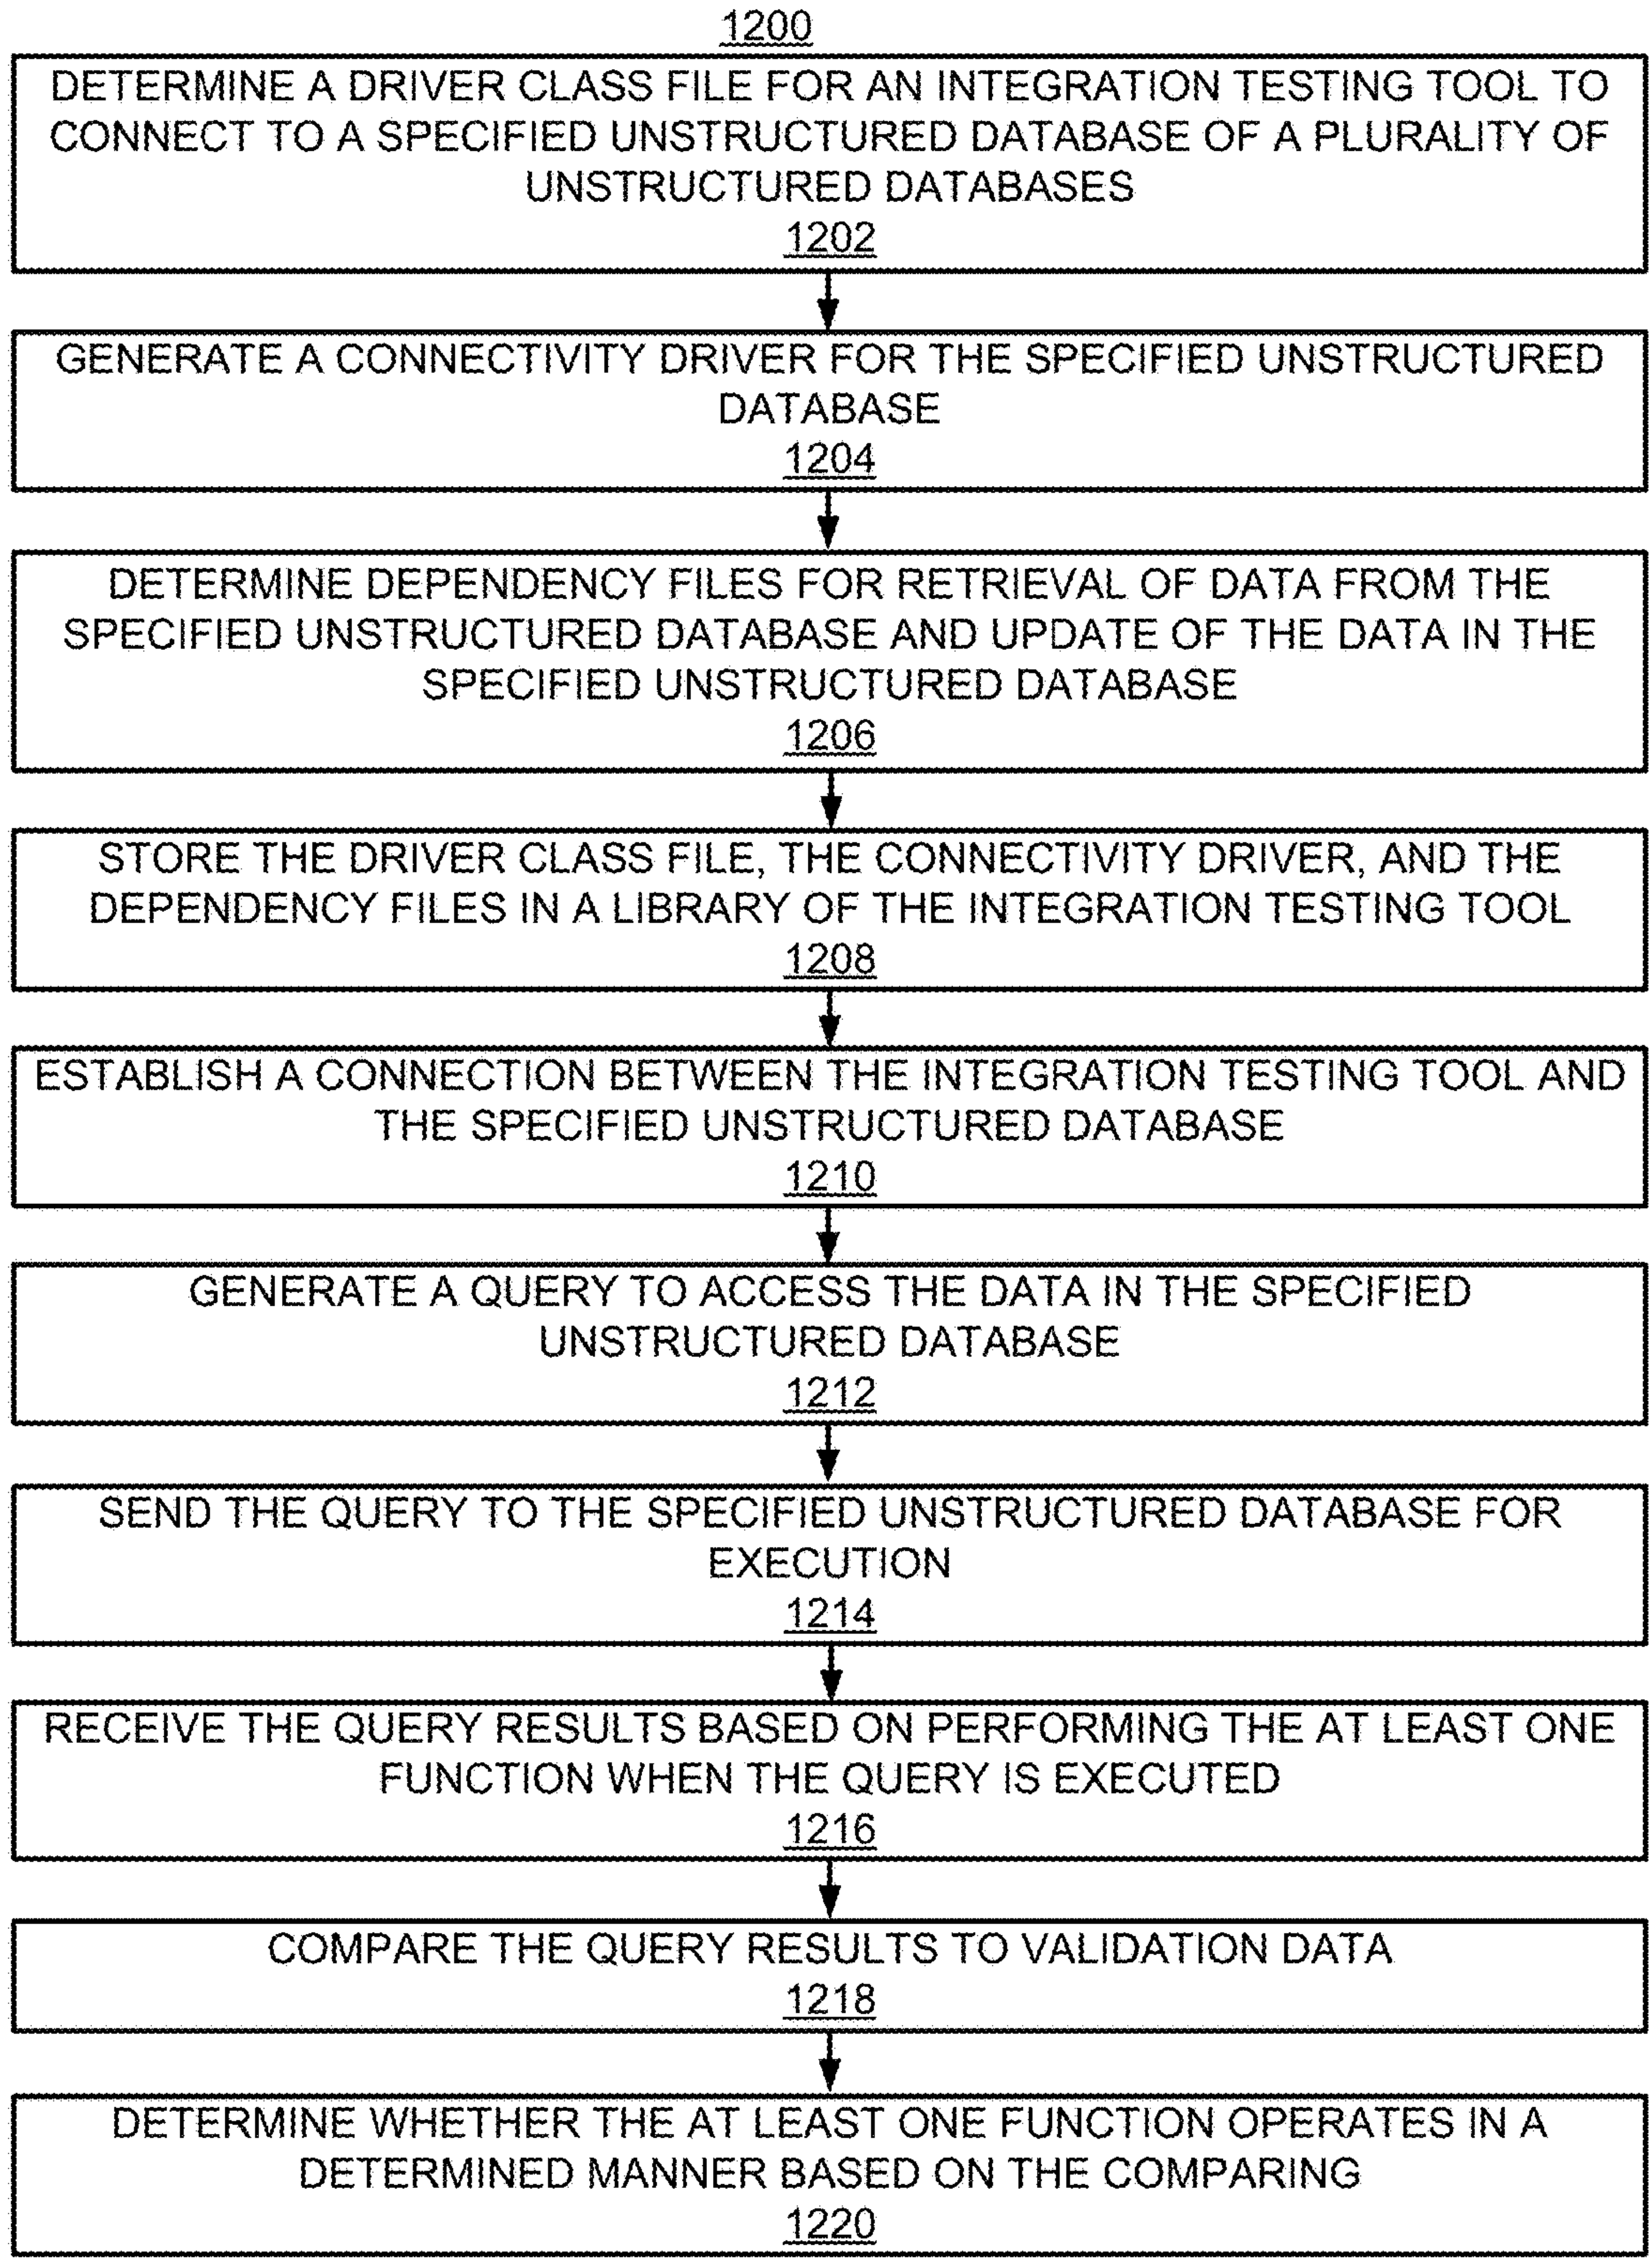 1200
DETERMINE A DRIVER CLASS FILE FOR AN INTEGRATION TESTING TOOL TO
CONNECT TO A SPECIFIED UNSTRUCTURED DATABASE OF A PLURALITY OF
UNSTRUCTURED DATABASES
1202
GENERATE A CONNECTIVITY DRIVER FOR THE SPECIFIED UNSTRUCTURED
DATABASE
1204
DETERMINE DEPENDENCY FILES FOR RETRIEVAL OF DATA FROM THE
SPECIFIED UNSTRUCTURED DATABASE AND UPDATE OF THE DATA IN THE
SPECIFIED UNSTRUCTURED DATABASE
1206
STORE THE DRIVER CLASS FILE, THE CONNECTIVITY DRIVER, AND THE
DEPENDENCY FILES IN A LIBRARY OF THE INTEGRATION TESTING TOOL
1208
ESTABLISH A CONNECTION BETWEEN THE INTEGRATION TESTING TOOL AND
THE SPECIFIED UNSTRUCTURED DATABASE
1210
GENERATE A QUERY TO ACCESS THE DATA IN THE SPECIFIED
UNSTRUCTURED DATABASE
1212
SEND THE QUERY TO THE SPECIFIED UNSTRUCTURED DATABASE FOR
EXECUTION
1214
RECEIVE THE QUERY RESULTS BASED ON PERFORMING THE AT LEAST ONE
FUNCTION WHEN THE QUERY IS EXECUTED
1216
COMPARE THE QUERY RESULTS TO VALIDATION DATA
1218
DETERMINE WHETHER THE AT LEAST ONE FUNCTION OPERATES IN A
DETERMINED MANNER BASED ON THE COMPARING
1220